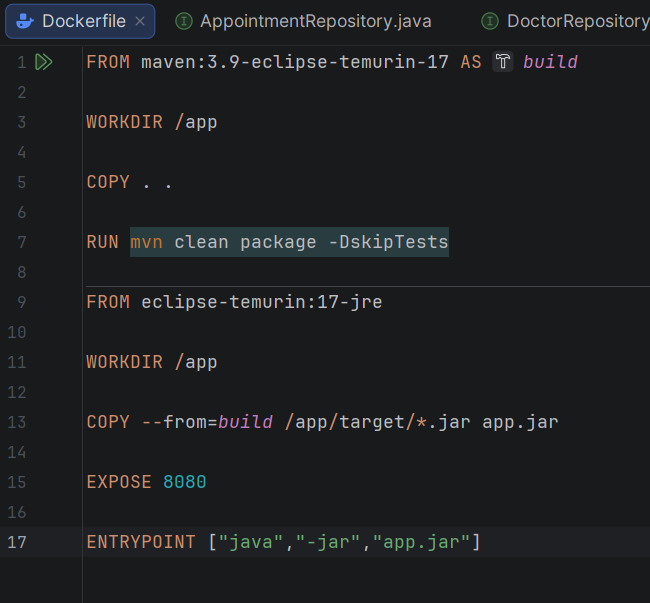 Dockerfile AppointmentRepository.java DoctorRepository
1 FROM maven:3.9-eclipse-temurin-17 AS build
2
3 WORKDIR /app
4
5 COPY . .
6
7 RUN mvn clean package -DskipTests
8
9 FROM eclipse-temurin:17-jre
10
11 WORKDIR /app
12
13 COPY --from=build /app/target/*.jar app.jar
14
15 EXPOSE 8080
16
17 ENTRYPOINT ["java","-jar","app.jar"]